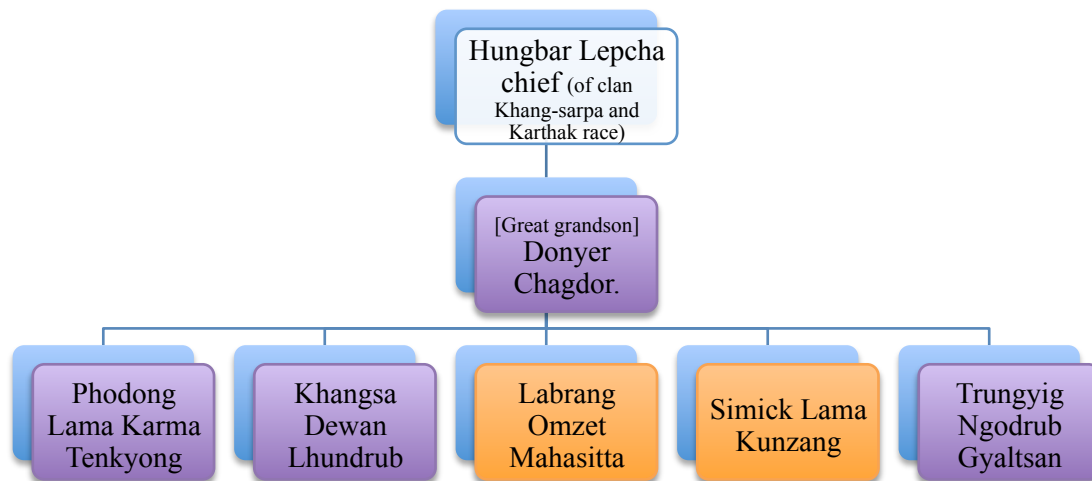 Hungbar Lepcha
chief (of clan
Khang-sarpa and
Karthak race)
[Great grandson]
Donyer
Chagdor.
Phodong
Lama Karma
Tenkyong
Khangsa
Dewan
Lhundrub
Labrang
Omzet
Mahasitta
Simick Lama
Kunzang
Trungyig
Ngodrub
Gyaltsan